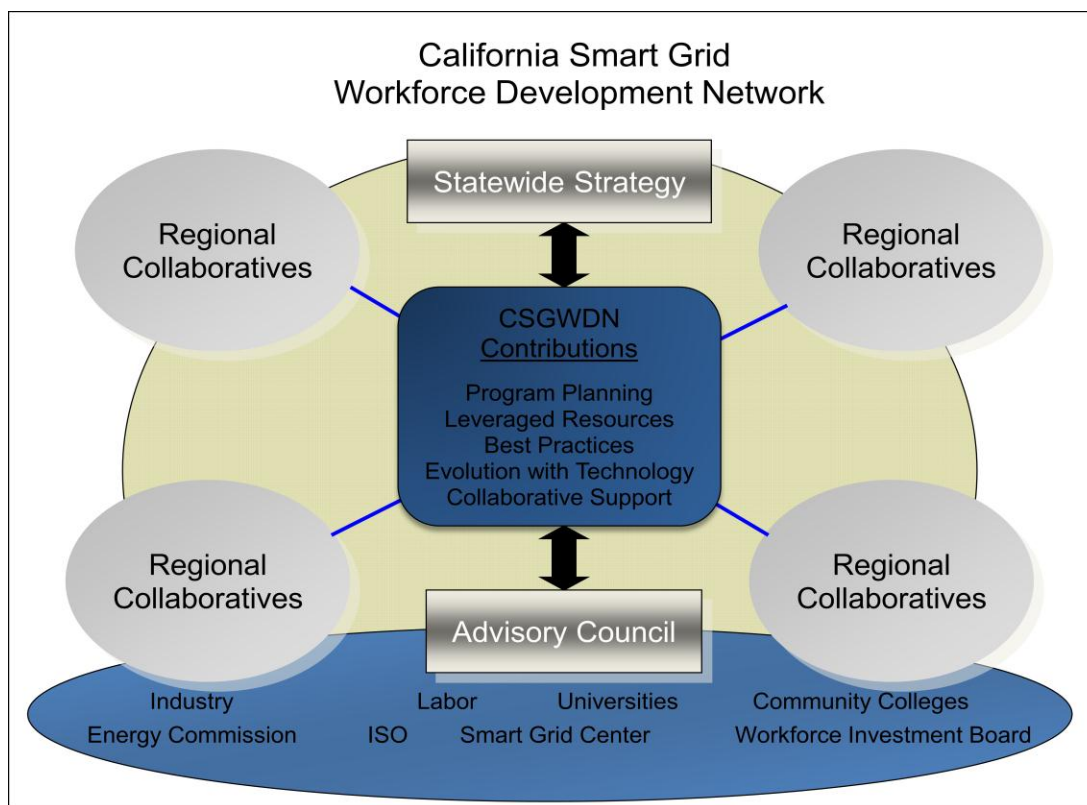 California Smart Grid
Workforce Development Network
Statewide Strategy
Regional
Collaboratives
Regional
Collaboratives
CSGWDN
Contributions
Program Planning
Leveraged Resources
Best Practices
Evolution with Technology
Collaborative Support
Regional
Collaboratives
Regional
Collaboratives
Advisory Council
Industry Labor Universities Community Colleges
Energy Commission ISO Smart Grid Center Workforce Investment Board